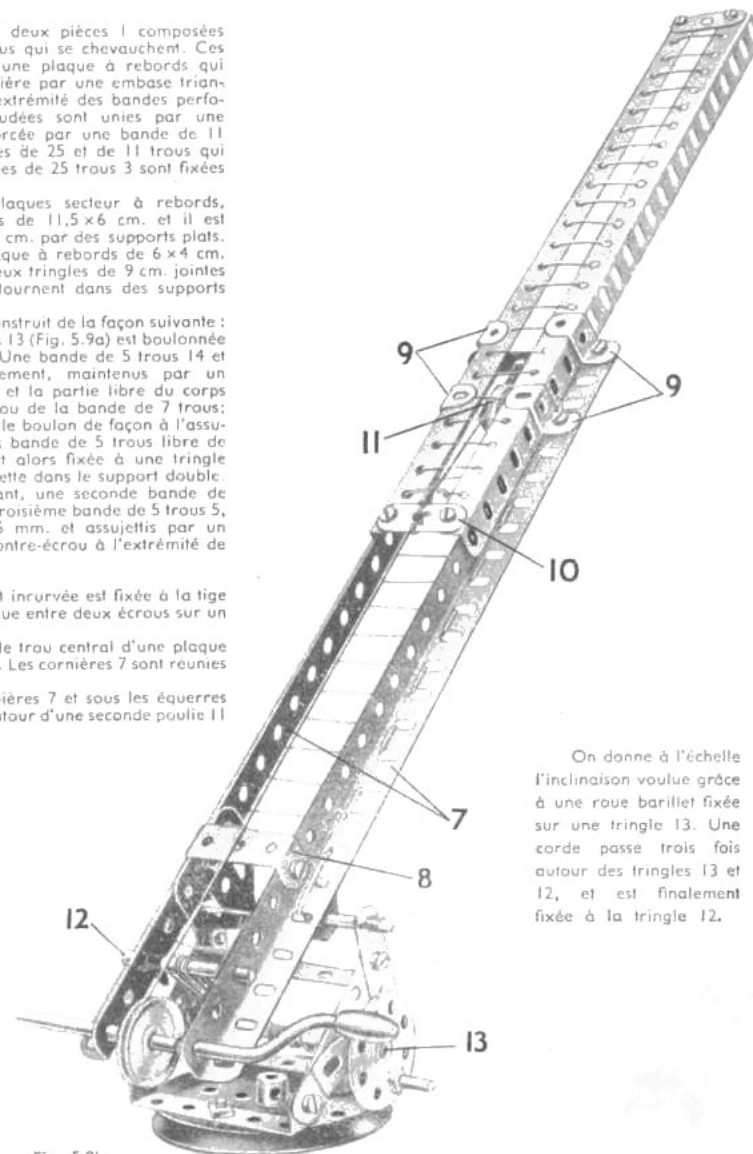 deux pièces 1 composées
us qui se chevauchent. Ces
une plaque à rebords qui
ière par une embase trian-
extrémité des bandes perfo-
udées sont unies par une
orcée par une bande de 11
es de 25 et de 11 trous qui
es de 25 trous 3 sont fixées
laques secteur à rebords,
s de 11,5×6 cm. et il est
cm. par des supports plats.
que à rebords de 6×4 cm.
eux tringles de 9 cm. jointes
tournent dans des supports
nstruit de la façon suivante :
s 13 (Fig. 5.9a) est boulonnée
Une bande de 5 trous 14 et
ement, maintenus par un
et la partie libre du corps
ou de la bande de 7 trous;
le boulon de façon à l'assu-
bande de 5 trous libre de
t alors fixée à une tringle
ette dans le support double.
ant, une seconde bande de
roisième bande de 5 trous 5,
5 mm. et assujettis par un
ontre-écrou à l'extrémité de
t inrurvée est fixée à la tige
ue entre deux écrous sur un
le trou central d'une plaque
. Les cornières 7 sont réunies
ières 7 et sous les équerres
utour d'une seconde poulie 11
9
9
11
10
7
8
12
13
On donne à l'échelle
l'inclinaison voulue grâce
à une roue barillet fixée
sur une tringle 13. Une
corde passe trois fois
autour des tringles 13 et
12, et est finalement
fixée à la tringle 12.